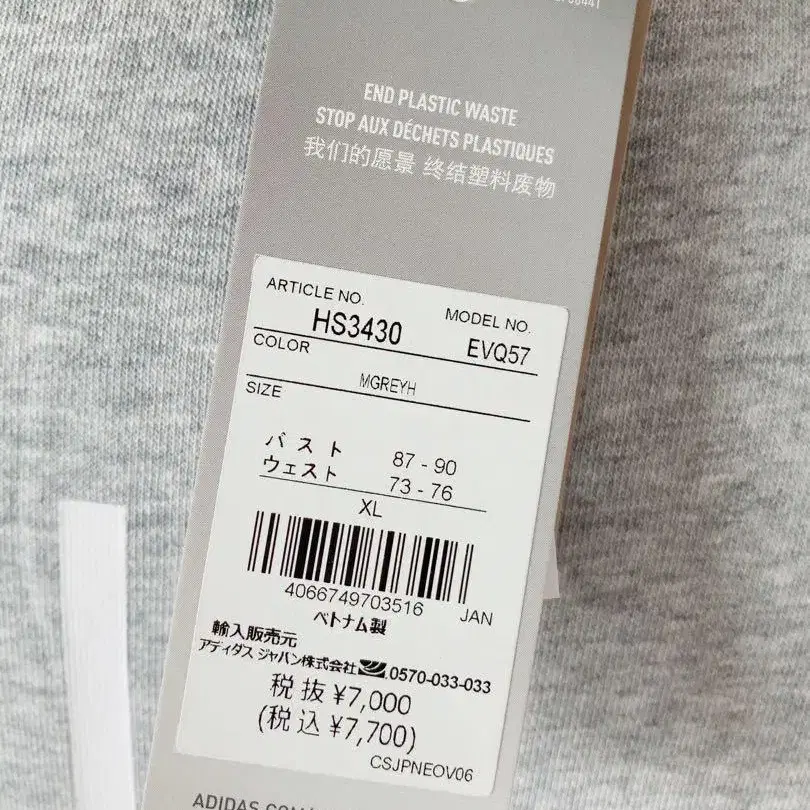 END PLASTIC WASTE
STOP AUX DÉCHETS PLASTIQUES
我们的愿景 终结塑料废物
ARTICLE NO.
HS3430
MODEL NO.
EVQ57
COLOR
MGREYH
SIZE
バスト 87 - 90
ウェスト 73 - 76
XL
4066749703516 JAN
ベトナム製
輸入販売元
アディダス ジャパン株式会社 0570-033-033
税抜 ¥7,000
(税込 ¥7,700)
CSJPNEOV06
ADIDAS